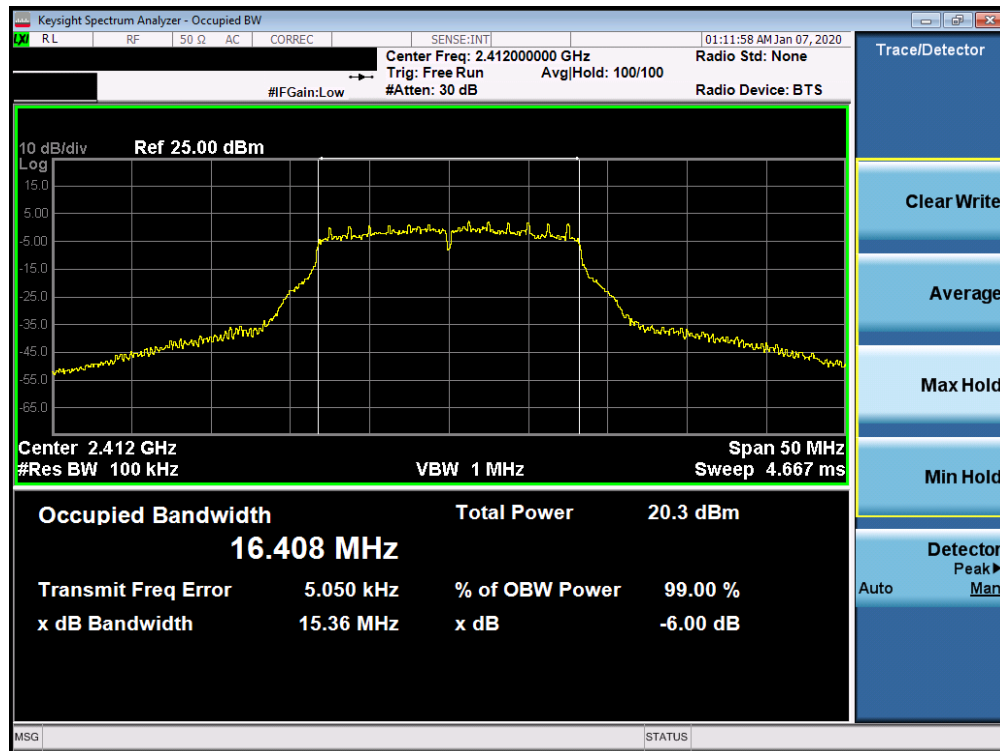 Keysight Spectrum Analyzer - Occupied BW
LXI RL RF 50 Ω AC CORREC SENSE:INT 01:11:58 AM Jan 07, 2020
Center Freq: 2.412000000 GHz Radio Std: None
Trig: Free Run Avg|Hold: 100/100
#IFGain:Low #Atten: 30 dB Radio Device: BTS
10 dB/div Ref 25.00 dBm
Log
15.0
5.00
-5.00
-15.0
-25.0
-35.0
-45.0
-55.0
-65.0
Center 2.412 GHz Span 50 MHz
#Res BW 100 kHz VBW 1 MHz Sweep 4.667 ms
Occupied Bandwidth Total Power 20.3 dBm
16.408 MHz
Transmit Freq Error 5.050 kHz % of OBW Power 99.00 %
x dB Bandwidth 15.36 MHz x dB -6.00 dB
MSG STATUS
Trace/Detector
Clear Write
Average
Max Hold
Min Hold
Detector
Peak
Auto Man